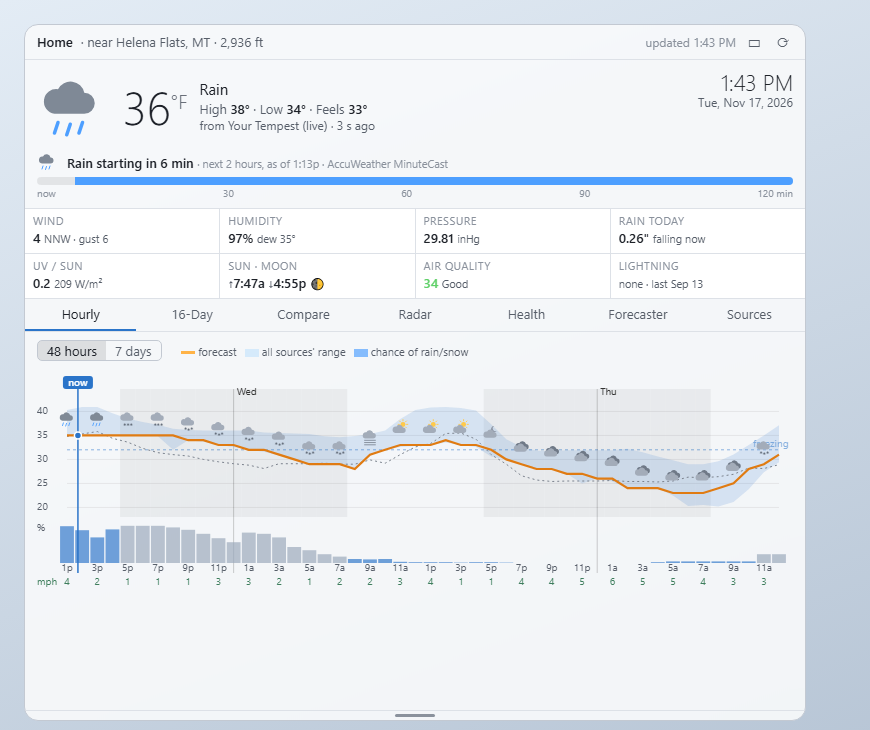 Home · near Helena Flats, MT · 2,936 ft
updated 1:43 PM
36°F
Rain
High 38° · Low 34° · Feels 33°
from Your Tempest (live) · 3 s ago
1:43 PM
Tue, Nov 17, 2026
Rain starting in 6 min · next 2 hours, as of 1:13p · AccuWeather MinuteCast
now 30 60 90 120 min
WIND
4 NNW · gust 6
HUMIDITY
97% dew 35°
PRESSURE
29.81 inHg
RAIN TODAY
0.26" falling now
UV / SUN
0.2 209 W/m²
SUN · MOON
↑7:47a ↓4:55p
AIR QUALITY
34 Good
LIGHTNING
none · last Sep 13
Hourly 16-Day Compare Radar Health Forecaster Sources
48 hours 7 days forecast all sources' range chance of rain/snow
now
Wed Thu
40
35
freezing
30
25
20
%
1p 3p 5p 7p 9p 11p 1a 3a 5a 7a 9a 11a 1p 3p 5p 7p 9p 11p 1a 3a 5a 7a 9a 11a
mph 4 2 1 1 1 3 3 2 1 2 2 3 4 3 1 4 4 5 6 5 5 4 3 3